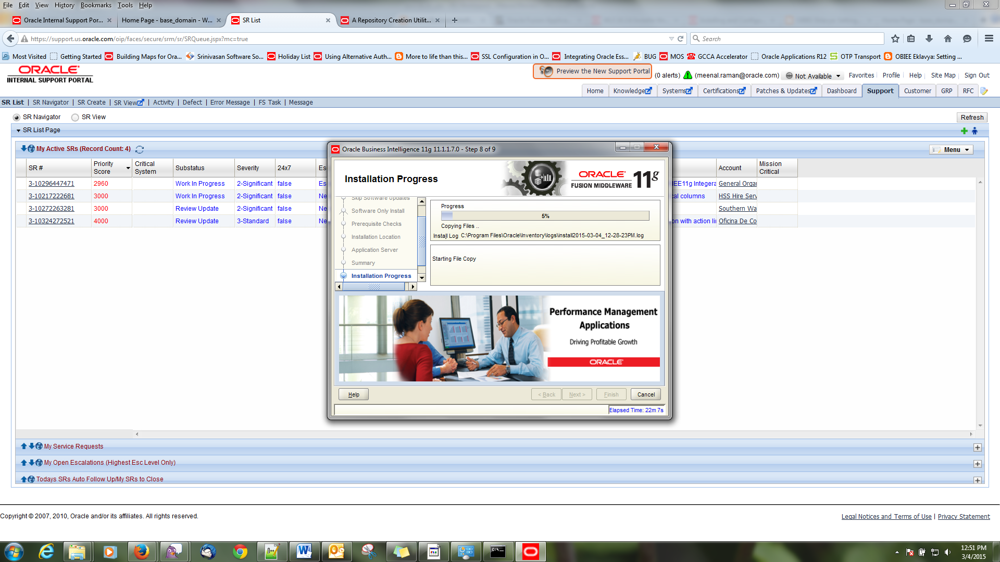 File Edit View History Bookmarks Tools Help
Oracle Internal Support Por... × Home Page - base_domain - W... × SR List × A Repository Creation Utilit... × +
https://support.us.oracle.com/oip/faces/secure/srm/sr/SRQueue.jspx?mc=true Search
Most Visited Getting Started Building Maps for Ora... Srinivasan Software So... Holiday List Using Alternative Auth... More to life than this... SSL Configuration in O... Integrating Oracle Ess... BUG MOS GCCA Accelerator Oracle Applications R12 OTP Transport OBIEE Eklavya: Setting ...
ORACLE
INTERNAL SUPPORT PORTAL
Preview the New Support Portal (0 alerts) (meenal.raman@oracle.com) Not Available Favorites Profile Help Site Map Sign Out
Home Knowledge Systems Certifications Patches & Updates Dashboard Support Customer GRP RFC
SR List | SR Navigator | SR Create | SR View | Activity | Defect | Error Message | FS Task | Message
SR Navigator SR View Refresh
SR List Page
My Active SRs (Record Count: 4) Menu
SR # Priority Score Critical System Substatus Severity 24x7 Es Account Mission Critical
3-10296447471 2960 Work In Progress 2-Significant false Es IEE11g Integera General Orgar
3-10217222681 3000 Work In Progress 2-Significant false Ne cal columns HSS Hire Serv
3-10272263281 3000 Review Update 2-Significant false Ne Southern Wa
3-10324272521 4000 Review Update 3-Standard false Ne on with action lin Oficina De Co
Oracle Business Intelligence 11g 11.1.1.7.0 - Step 8 of 9
Installation Progress
ORACLE
FUSION MIDDLEWARE 11g
Skip Software Updates
Software Only Install
Prerequisite Checks
Installation Location
Application Server
Summary
Installation Progress
Progress
5%
Copying Files ..
Install Log C:\Program Files\Oracle\Inventory\logs\install2015-03-04_12-28-23PM.log
Starting File Copy
Performance Management
Applications
Driving Profitable Growth
ORACLE
Help < Back Next > Finish Cancel
Elapsed Time: 22m 7s
My Service Requests
My Open Escalations (Highest Esc Level Only)
Todays SRs Auto Follow Up/My SRs to Close
Copyright © 2007, 2010, Oracle and/or its affiliates. All rights reserved.
Legal Notices and Terms of Use | Privacy Statement
12:51 PM
3/4/2015